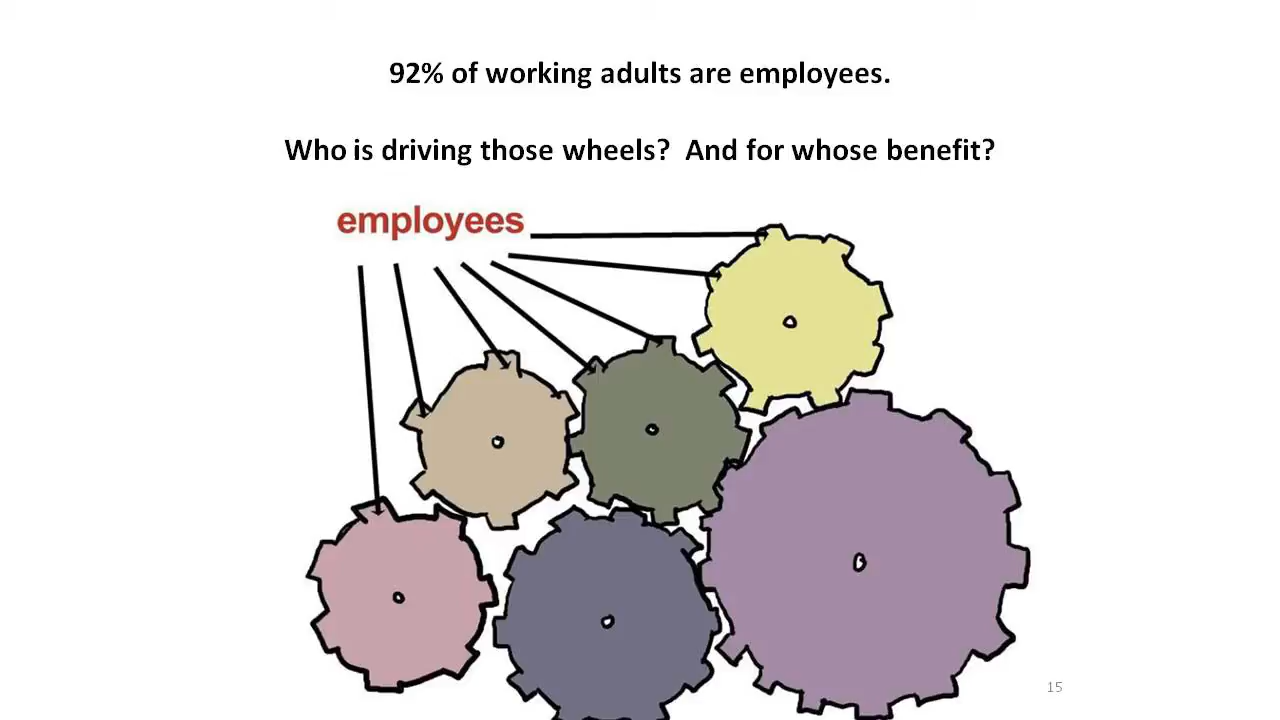 92% of working adults are employees.
Who is driving those wheels?  And for whose benefit?
employees
15